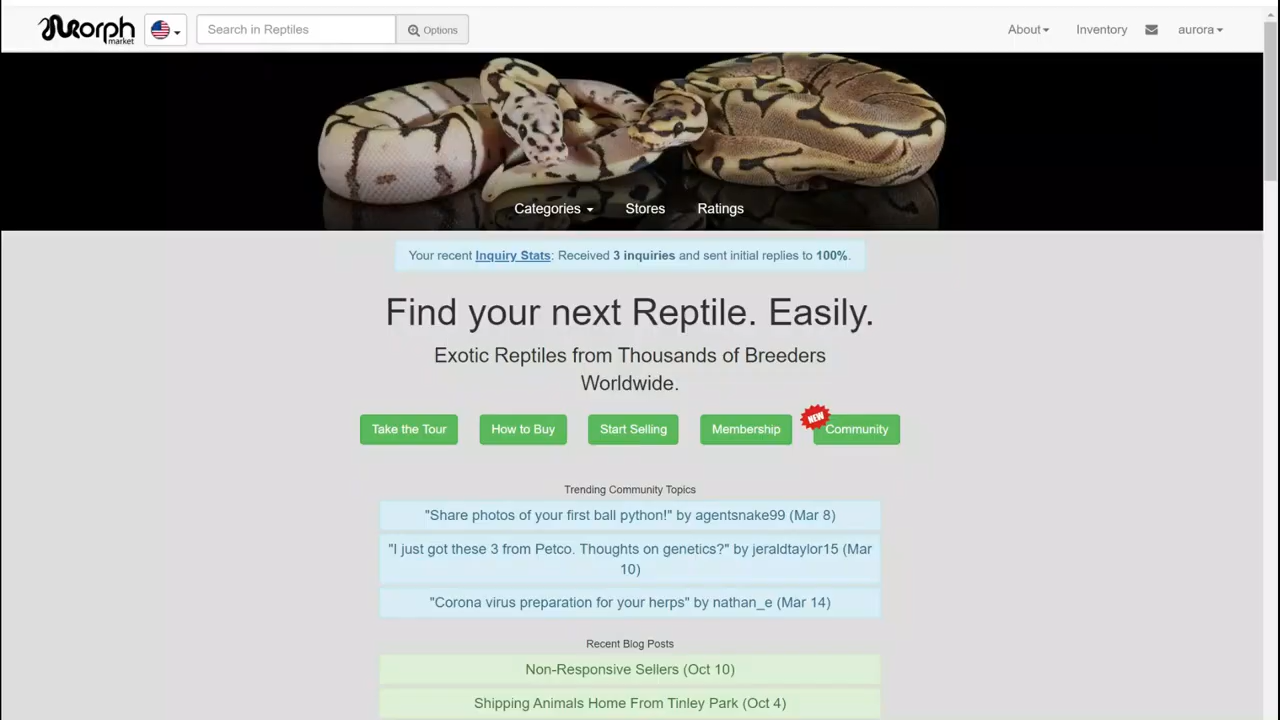 Morph
market
Search in Reptiles
Options
About
Inventory
aurora
Categories
Stores
Ratings
Your recent Inquiry Stats: Received 3 inquiries and sent initial replies to 100%.
Find your next Reptile. Easily.
Exotic Reptiles from Thousands of Breeders
Worldwide.
Take the Tour
How to Buy
Start Selling
Membership
NEW
Community
Trending Community Topics
"Share photos of your first ball python!" by agentsnake99 (Mar 8)
"I just got these 3 from Petco. Thoughts on genetics?" by jeraldtaylor15 (Mar
10)
"Corona virus preparation for your herps" by nathan_e (Mar 14)
Recent Blog Posts
Non-Responsive Sellers (Oct 10)
Shipping Animals Home From Tinley Park (Oct 4)